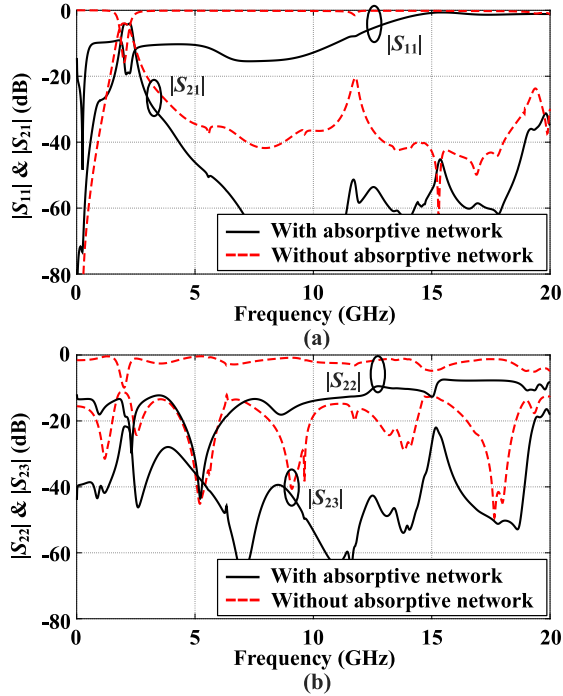 0
-20
-40
-60
-80
|S₁₁| & |S₂₁| (dB)
|S₁₁|
|S₂₁|
With absorptive network
Without absorptive network
0 5 10 15 20
Frequency (GHz)
(a)
0
-20
-40
-60
-80
|S₂₂| & |S₂₃| (dB)
|S₂₂|
|S₂₃|
With absorptive network
Without absorptive network
0 5 10 15 20
Frequency (GHz)
(b)